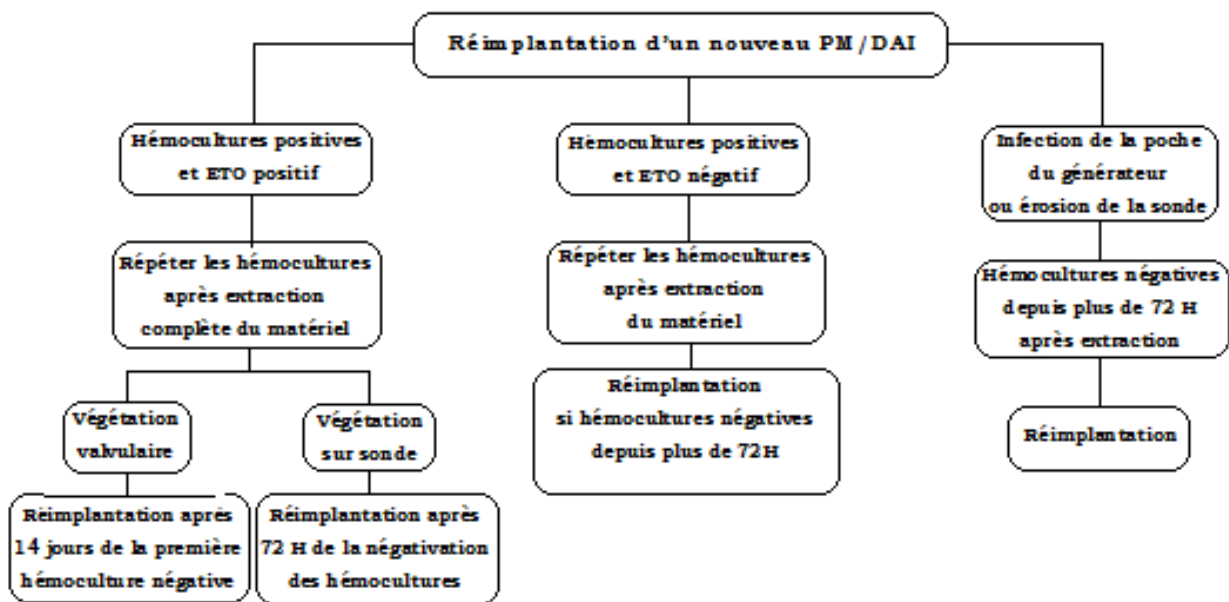 Réimplantation d'un nouveau PM/DAI
Hémocultures positives
et ETO positif
Répéter les hémocultures
après extraction
complète du matériel
Végétation
valvulaire
Réimplantation après
14 jours de la première
hémoculture négative
Végétation
sur sonde
Réimplantation après
72 H de la négativation
des hémocultures
Hémocultures positives
et ETO négatif
Répéter les hémocultures
après extraction
du matériel
Réimplantation
si hémocultures négatives
depuis plus de 72H
Infection de la poche
du générateur
ou érosion de la sonde
Hémocultures négatives
depuis plus de 72 H
après extraction
Réimplantation